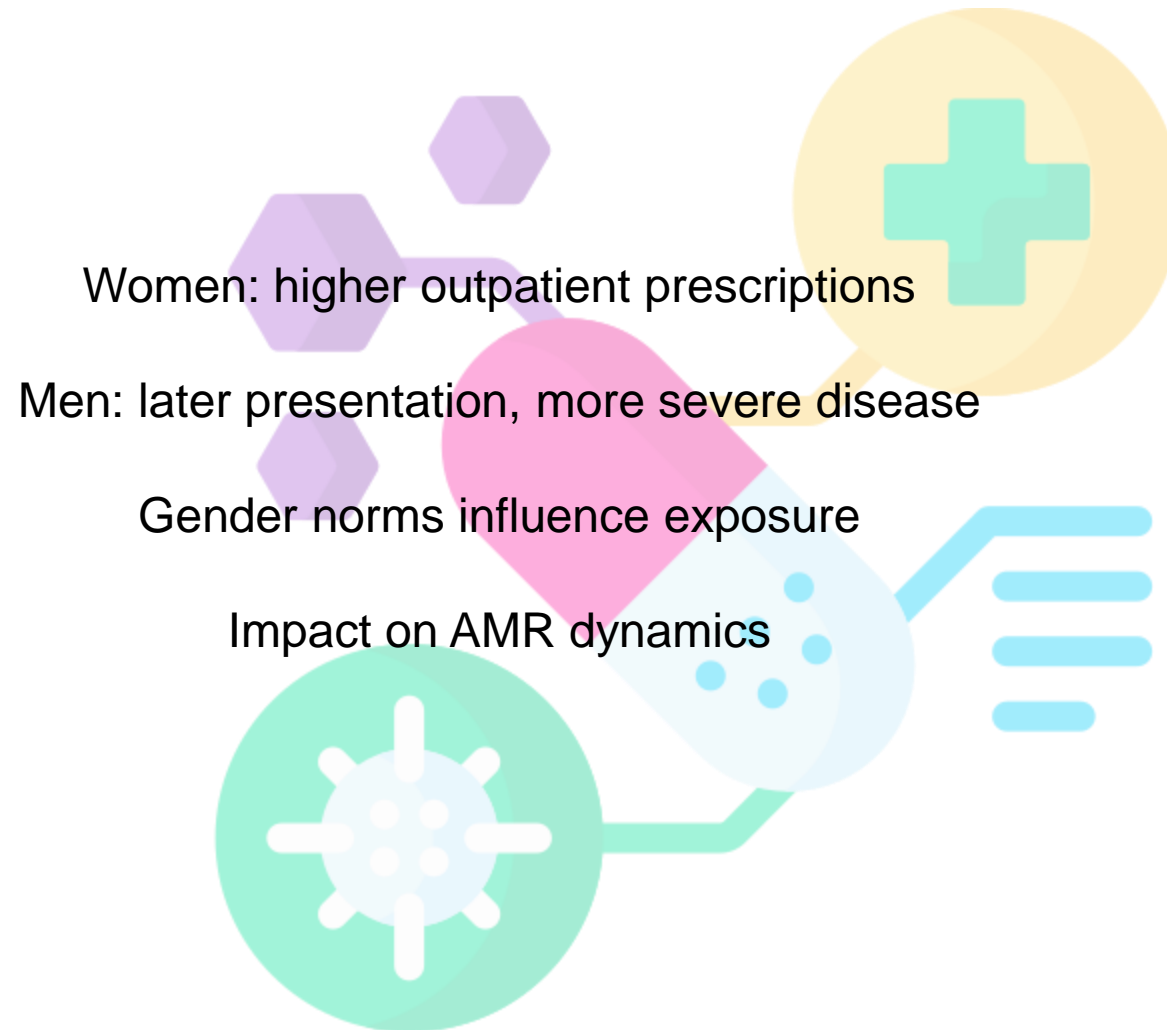 Women: higher outpatient prescriptions
Men: later presentation, more severe disease
Gender norms influence exposure
Impact on AMR dynamics